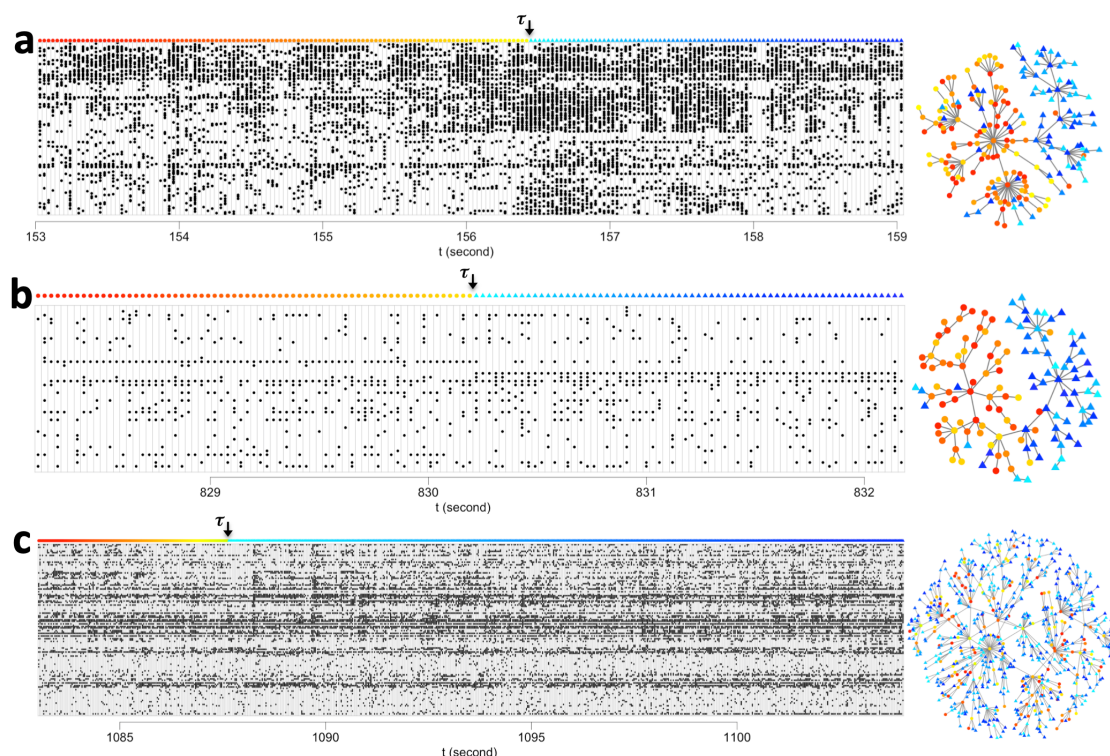 a
τ
153 154 155 156 157 158 159
t (second)
b
τ
829 830 831 832
t (second)
c
τ
1085 1090 1095 1100
t (second)